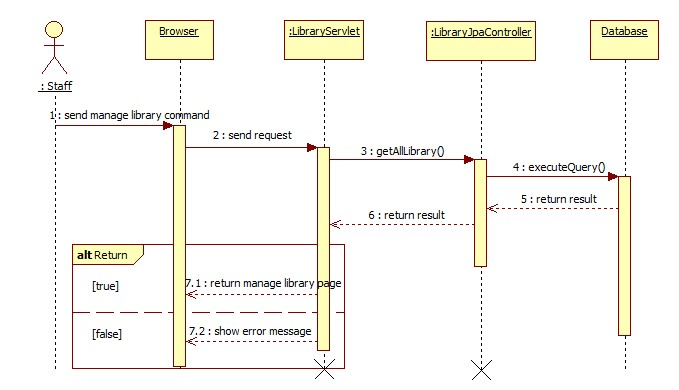 Browser
:LibraryServlet
:LibraryJpaController
Database
: Staff
1 : send manage library command
2 : send request
3 : getAllLibrary()
4 : executeQuery()
5 : return result
6 : return result
alt Return
[true]
7.1 : return manage library page
[false]
7.2 : show error message